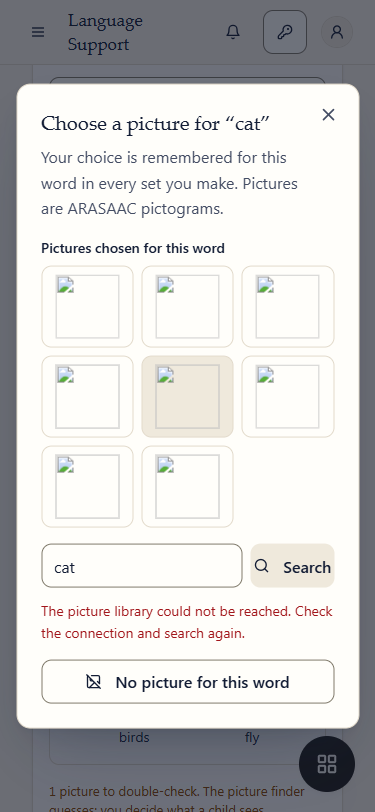 Language
Support
Choose a picture for “cat”
Your choice is remembered for this
word in every set you make. Pictures
are ARASAAC pictograms.
Pictures chosen for this word
cat
Search
The picture library could not be reached. Check
the connection and search again.
No picture for this word
birds fly
1 picture to double-check. The picture finder
guesses; you decide what a child sees.